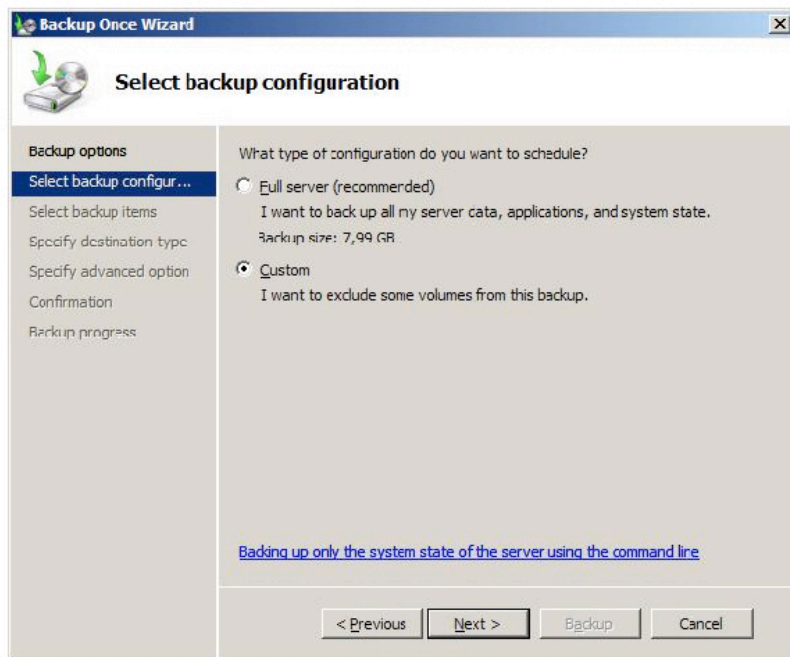 Backup Once Wizard
Select backup configuration
Backup options
Select backup configur...
Select backup items
Specify destination type
Specify advanced option
Confirmation
Backup progress
What type of configuration do you want to schedule?
Full server (recommended)
I want to back up all my server data, applications, and system state.
Backup size: 7,99 GB
Custom
I want to exclude some volumes from this backup.
Backing up only the system state of the server using the command line
< Previous
Next >
Backup
Cancel